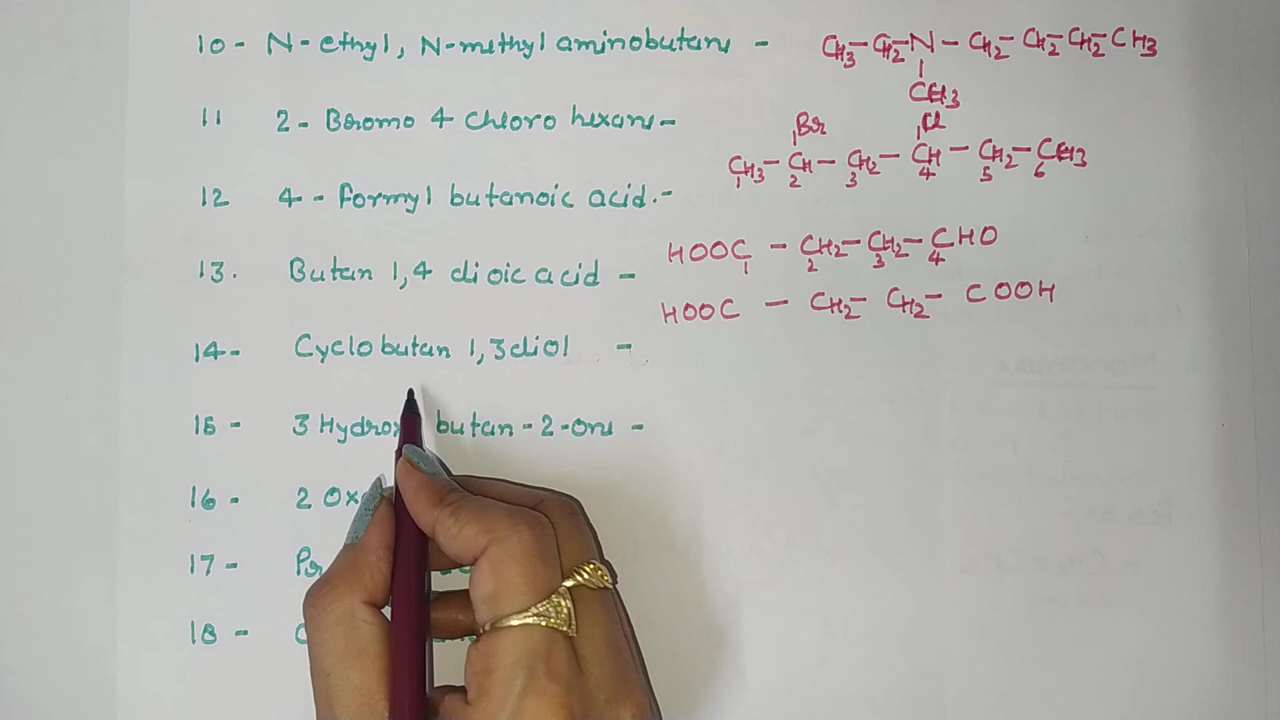 10 - N-ethyl, N-methyl aminobutane - CH3-CH2-N-CH2-CH2-CH2-CH3
CH3
11 2-Bromo 4 chloro hexane-
Br Cl
CH3-CH-CH2-CH-CH2-CH3
1 2 3 4 5 6
12 4-formyl butanoic acid.-
HOOC - CH2-CH2-CHO
1 2 3 4
13. Butan 1,4 dioic acid -
HOOC - CH2- CH2- COOH
14- Cyclobutan 1,3diol -
15 - 3 Hydrox butan-2-one -
16 - 2 Ox
17 -
18 -